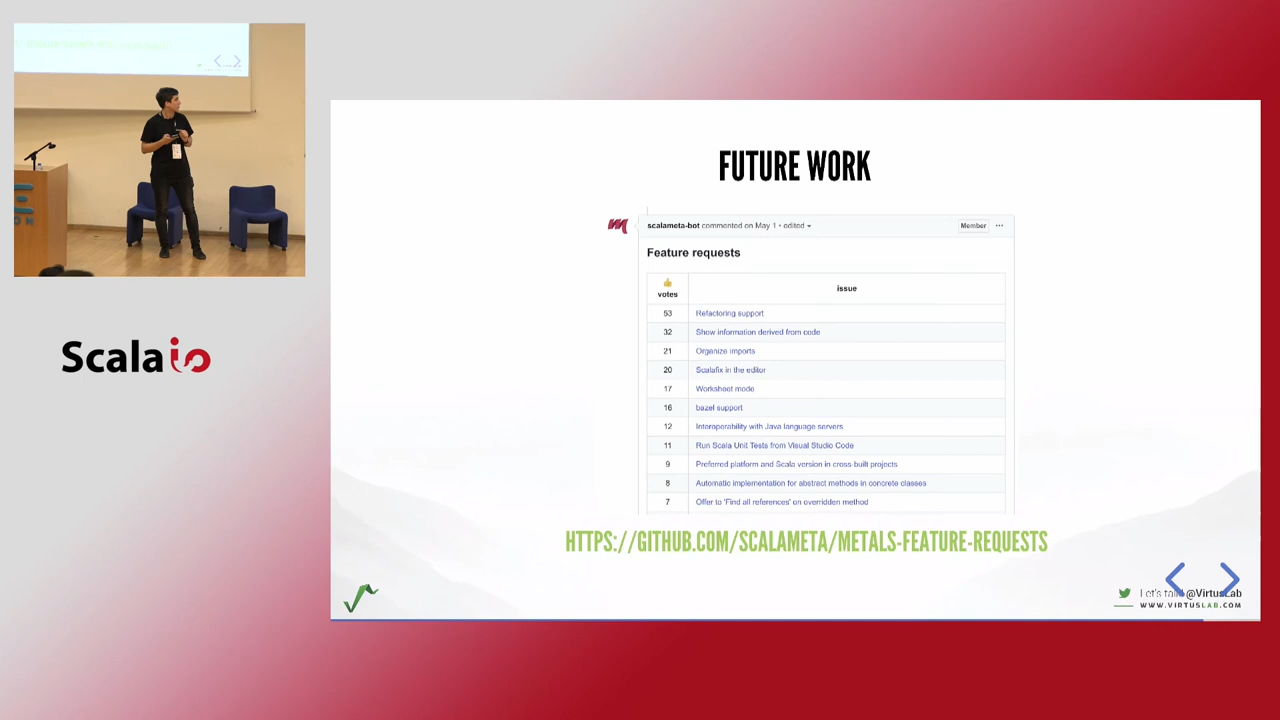 Scala
FUTURE WORK
scalameta-bot commented on May 1 • edited
Member
Feature requests
votes
issue
53 Refactoring support
32 Show information derived from code
21 Organize imports
20 Scalafix in the editor
17 Worksheet mode
16 bazel support
12 Interoperability with Java language servers
11 Run Scala Unit Tests from Visual Studio Code
9 Preferred platform and Scala version in cross-built projects
8 Automatic implementation for abstract methods in concrete classes
7 Offer to 'Find all references' on overridden method
HTTPS://GITHUB.COM/SCALAMETA/METALS-FEATURE-REQUESTS
Let's talk @VirtusLab
WWW.VIRTUSLAB.COM